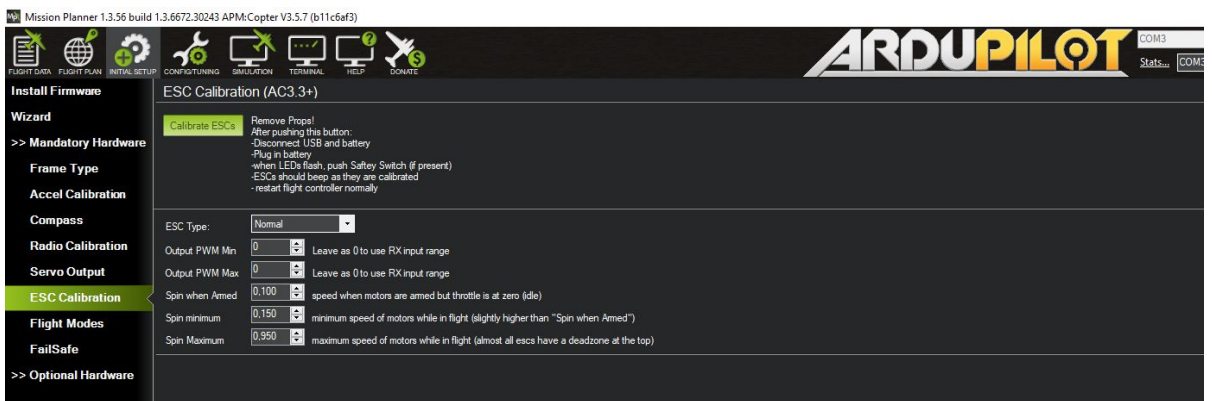 Mission Planner 1.3.56 build 1.3.6672.30243 APM:Copter V3.5.7 (b11c6af3)
FLIGHT DATA FLIGHT PLAN INITIAL SETUP CONFIG/TUNING SIMULATION TERMINAL HELP DONATE
ARDUPILOT
COM3
Stats... COM3
Install Firmware
Wizard
>> Mandatory Hardware
Frame Type
Accel Calibration
Compass
Radio Calibration
Servo Output
ESC Calibration
Flight Modes
FailSafe
>> Optional Hardware
ESC Calibration (AC3.3+)
Calibrate ESCs
Remove Props!
After pushing this button:
-Disconnect USB and battery
-Plug in battery
-when LEDs flash, push Saftey Switch (if present)
-ESCs should beep as they are calibrated
- restart flight controller normally
ESC Type: Normal
Output PWM Min 0 Leave as 0 to use RX input range
Output PWM Max 0 Leave as 0 to use RX input range
Spin when Armed 0,100 speed when motors are armed but throttle is at zero (idle)
Spin minimum 0,150 minimum speed of motors while in flight (slightly higher than "Spin when Armed")
Spin Maximum 0,950 maximum speed of motors while in flight (almost all escs have a deadzone at the top)